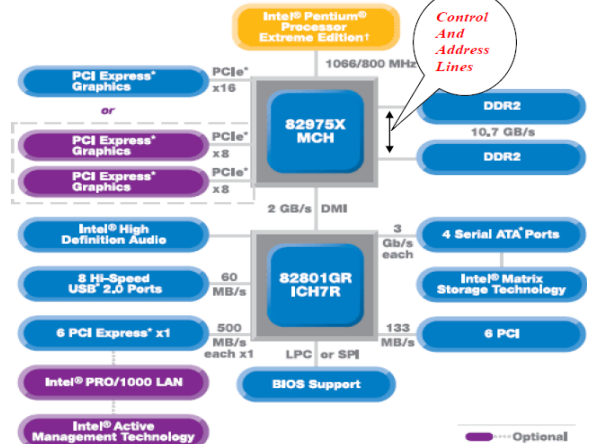 Intel® Pentium®
Processor
Extreme Edition†
Control
And
Address
Lines
1066/800 MHz
PCI Express*
Graphics
PCIe*
x16
or
PCI Express*
Graphics
PCIe*
x8
PCI Express*
Graphics
PCIe*
x8
82975X
MCH
DDR2
10.7 GB/s
DDR2
2 GB/s DMI
Intel® High
Definition Audio
8 Hi-Speed
USB* 2.0 Ports
60
MB/s
6 PCI Express* x1
500
MB/s
each x1
Intel® PRO/1000 LAN
Intel® Active
Management Technology
82801GR
ICH7R
3
Gb/s
each
4 Serial ATA* Ports
Intel® Matrix
Storage Technology
133
MB/s
6 PCI
LPC or SPI
BIOS Support
Optional